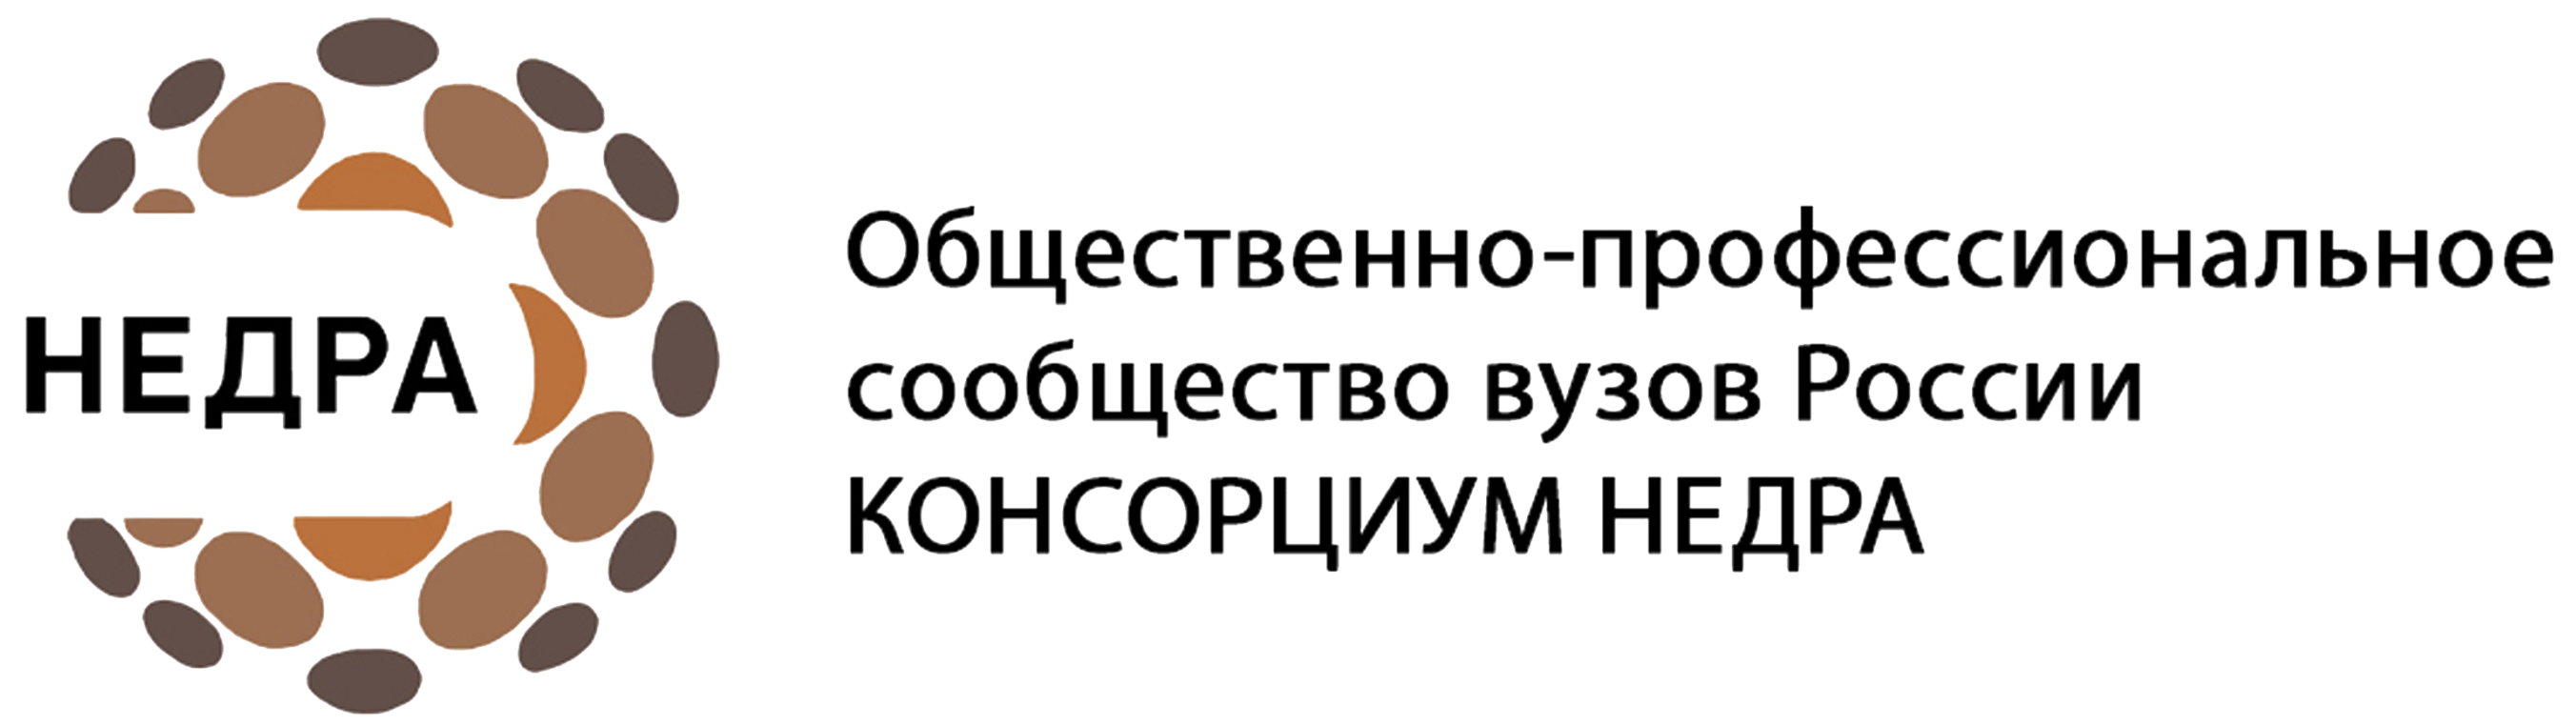 НЕДРА
Общественно-профессиональное
сообщество вузов России
КОНСОРЦИУМ НЕДРА